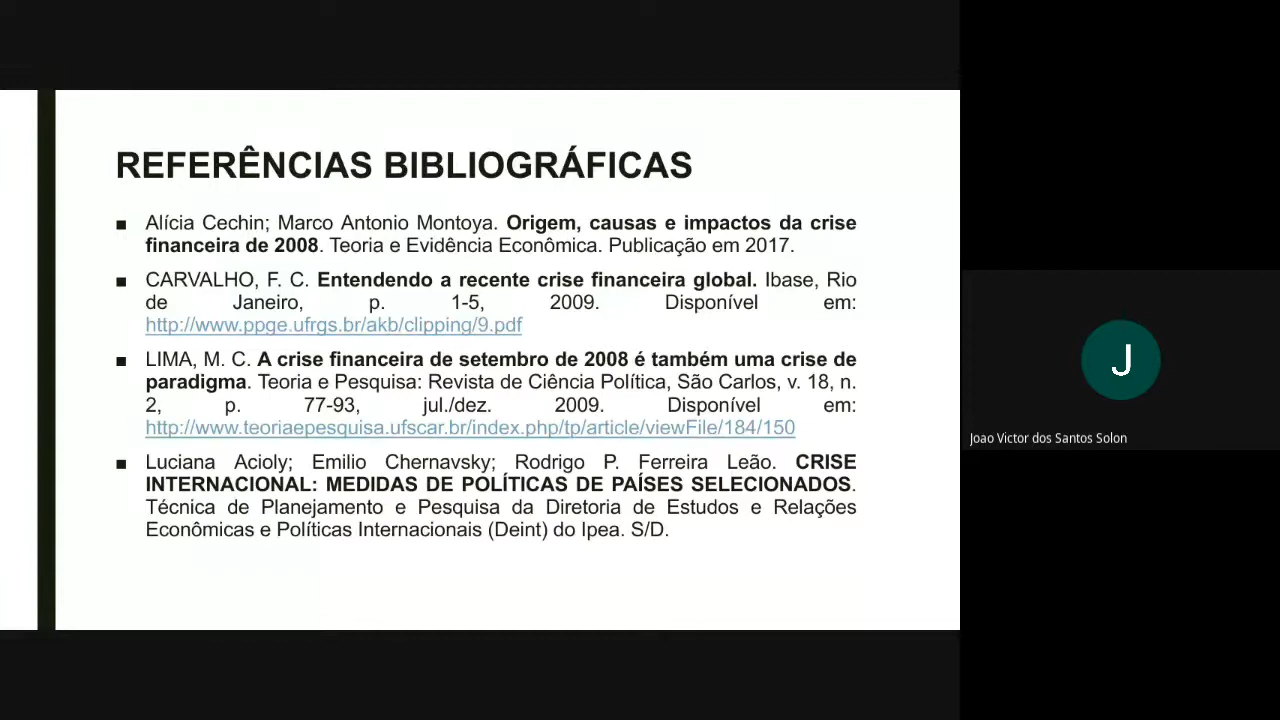 REFERÊNCIAS BIBLIOGRÁFICAS
■ Alícia Cechin; Marco Antonio Montoya. Origem, causas e impactos da crise
financeira de 2008. Teoria e Evidência Econômica. Publicação em 2017.
■ CARVALHO, F. C. Entendendo a recente crise financeira global. Ibase, Rio
de Janeiro, p. 1-5, 2009. Disponível em:
http://www.ppge.ufrgs.br/akb/clipping/9.pdf
■ LIMA, M. C. A crise financeira de setembro de 2008 é também uma crise de
paradigma. Teoria e Pesquisa: Revista de Ciência Política, São Carlos, v. 18, n.
2, p. 77-93, jul./dez. 2009. Disponível em:
http://www.teoriaepesquisa.ufscar.br/index.php/tp/article/viewFile/184/150
■ Luciana Acioly; Emilio Chernavsky; Rodrigo P. Ferreira Leão. CRISE
INTERNACIONAL: MEDIDAS DE POLÍTICAS DE PAÍSES SELECIONADOS.
Técnica de Planejamento e Pesquisa da Diretoria de Estudos e Relações
Econômicas e Políticas Internacionais (Deint) do Ipea. S/D.
J
Joao Victor dos Santos Solon